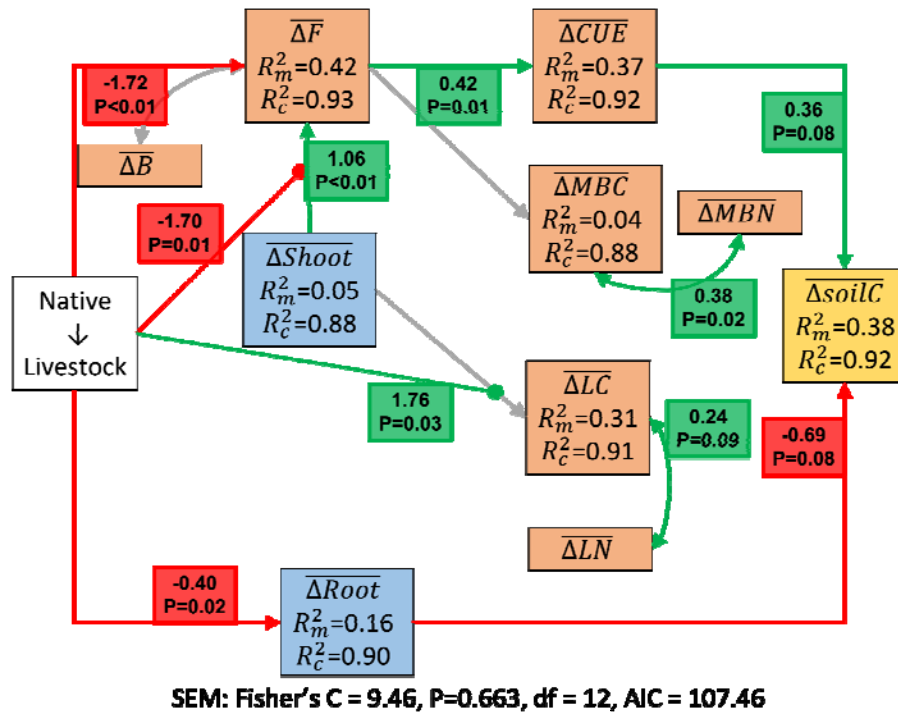 ΔF
R²m=0.42
R²c=0.93
ΔCUE
R²m=0.37
R²c=0.92
-1.72
P<0.01
0.42
P=0.01
0.36
P=0.08
ΔB
1.06
P<0.01
ΔMBC
R²m=0.04
R²c=0.88
ΔMBN
-1.70
P=0.01
ΔShoot
R²m=0.05
R²c=0.88
0.38
P=0.02
ΔsoilC
R²m=0.38
R²c=0.92
Native
↓
Livestock
ΔLC
R²m=0.31
R²c=0.91
1.76
P=0.03
0.24
P=0.09
-0.69
P=0.08
ΔLN
-0.40
P=0.02
ΔRoot
R²m=0.16
R²c=0.90
SEM: Fisher's C = 9.46, P=0.663, df = 12, AIC = 107.46